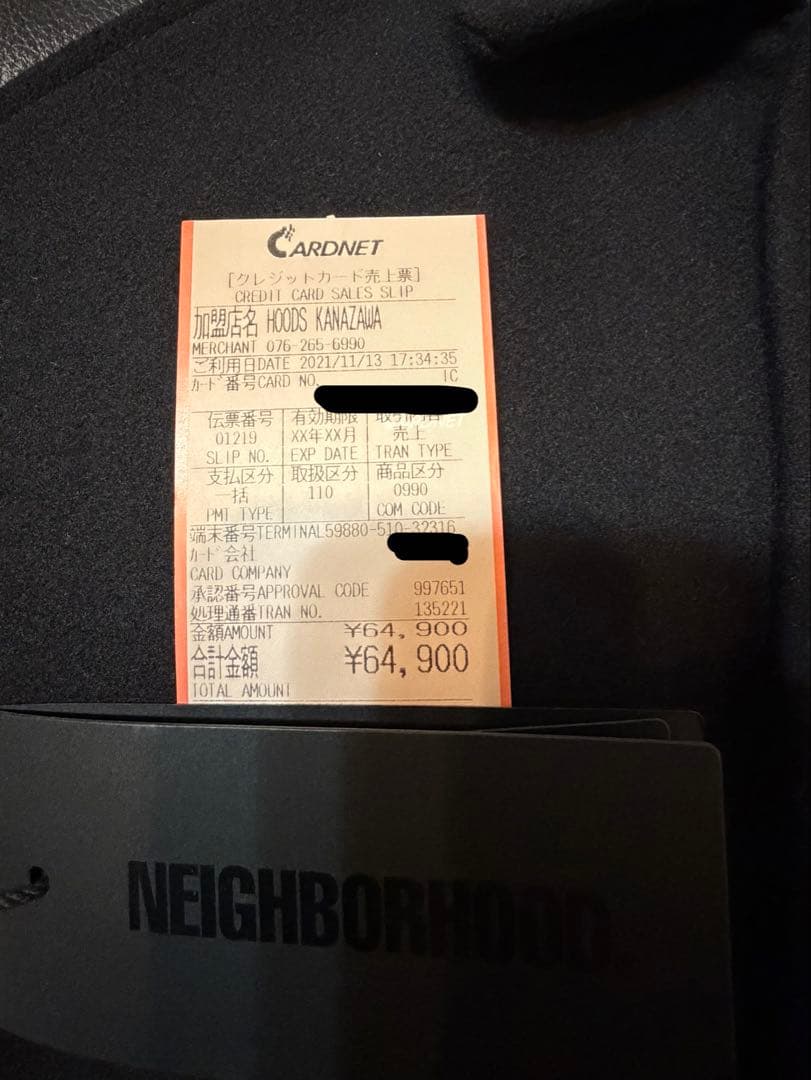 CARDNET
[クレジットカード売上票]
CREDIT CARD SALES SLIP
加盟店名 HOODS KANAZAWA
MERCHANT 076-265-6990
ご利用日DATE 2021/11/13 17:34:35
カード番号CARD NO. IC
伝票番号 有効期限
01219 XX年XX月 売上
SLIP NO. EXP DATE TRAN TYPE
支払区分 取扱区分 商品区分
一括 110 0990
PMT TYPE COM CODE
端末番号TERMINAL59880-510-32316
カード会社
CARD COMPANY
承認番号APPROVAL CODE 997651
処理通番TRAN NO. 135221
金額AMOUNT ¥64,900
合計金額 ¥64,900
TOTAL AMOUNT
NEIGHBORHOOD